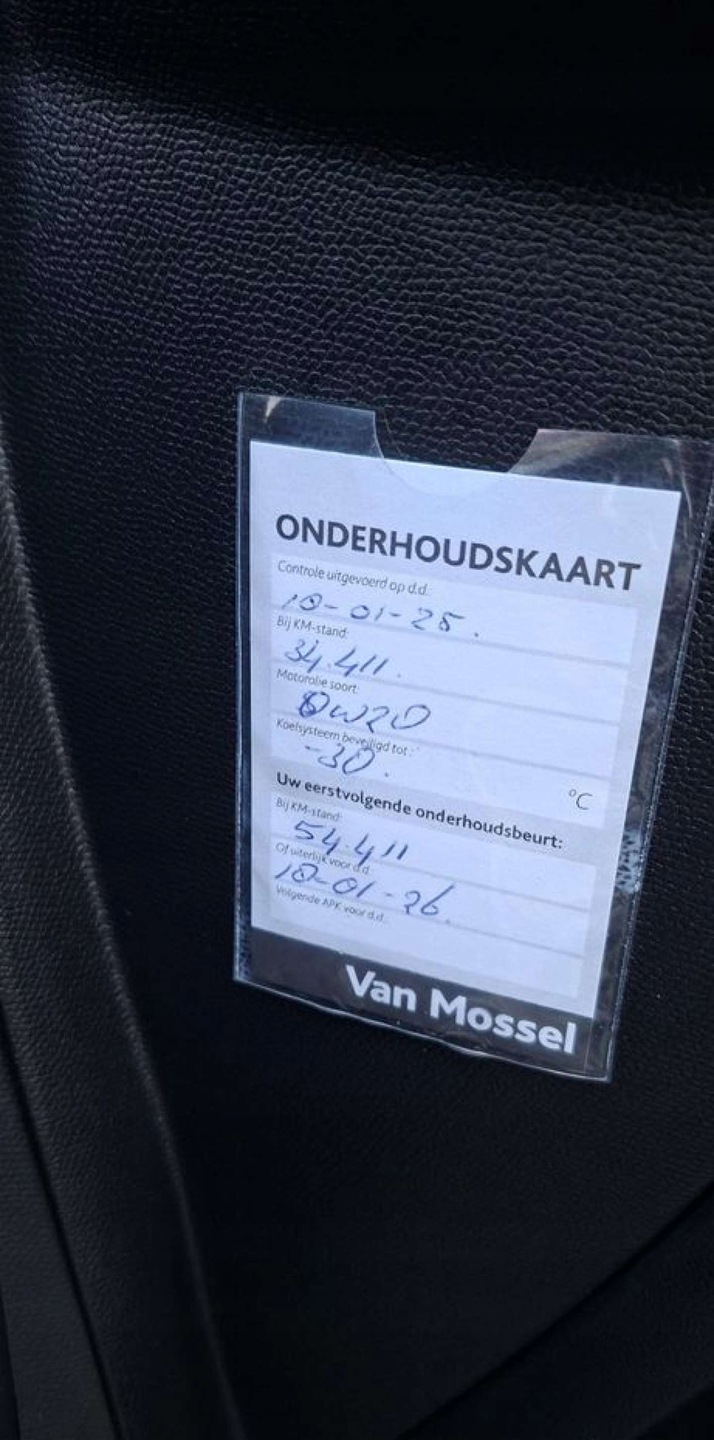 ONDERHOUDSKAART
Controle uitgevoerd op d.d.
10-01-25.
Bij KM-stand:
34.411.
Motorolie soort:
0W20
Koelsysteem beveiligd tot:
-30.
°C
Uw eerstvolgende onderhoudsbeurt:
Bij KM-stand:
54.411
Of uiterlijk voor d.d.
10-01-26.
Volgende APK voor d.d.
Van Mossel